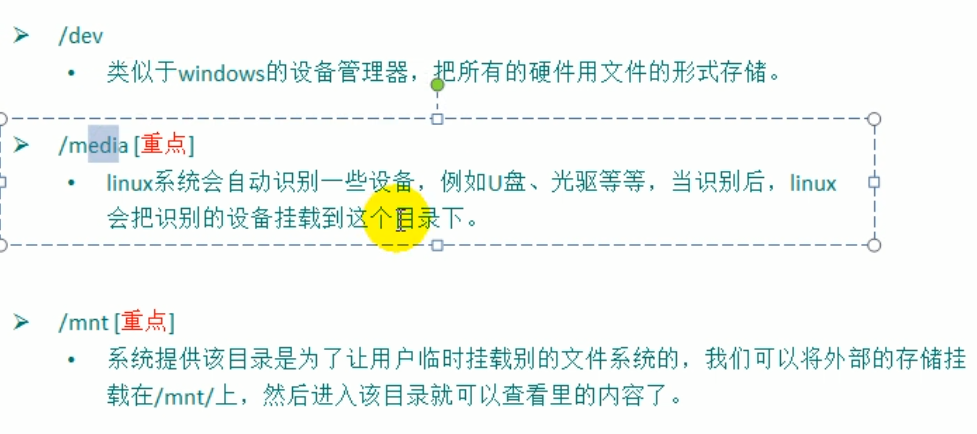 /dev
类似于windows的设备管理器，把所有的硬件用文件的形式存储。
/media [重点]
linux系统会自动识别一些设备，例如U盘、光驱等等，当识别后，linux
会把识别的设备挂载到这个目录下。
/mnt [重点]
系统提供该目录是为了让用户临时挂载别的文件系统的，我们可以将外部的存储挂
载在/mnt/上，然后进入该目录就可以查看里的内容了。